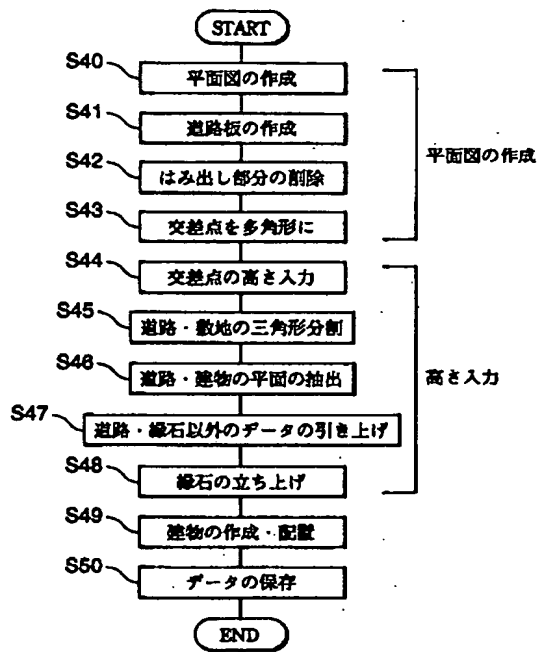 START
S40
平面図の作成
S41
道路板の作成
S42
はみ出し部分の削除
S43
交差点を多角形に
平面図の作成
S44
交差点の高さ入力
S45
道路・敷地の三角形分割
S46
道路・建物の平面の抽出
S47
道路・縁石以外のデータの引き上げ
S48
縁石の立ち上げ
高さ入力
S49
建物の作成・配置
S50
データの保存
END